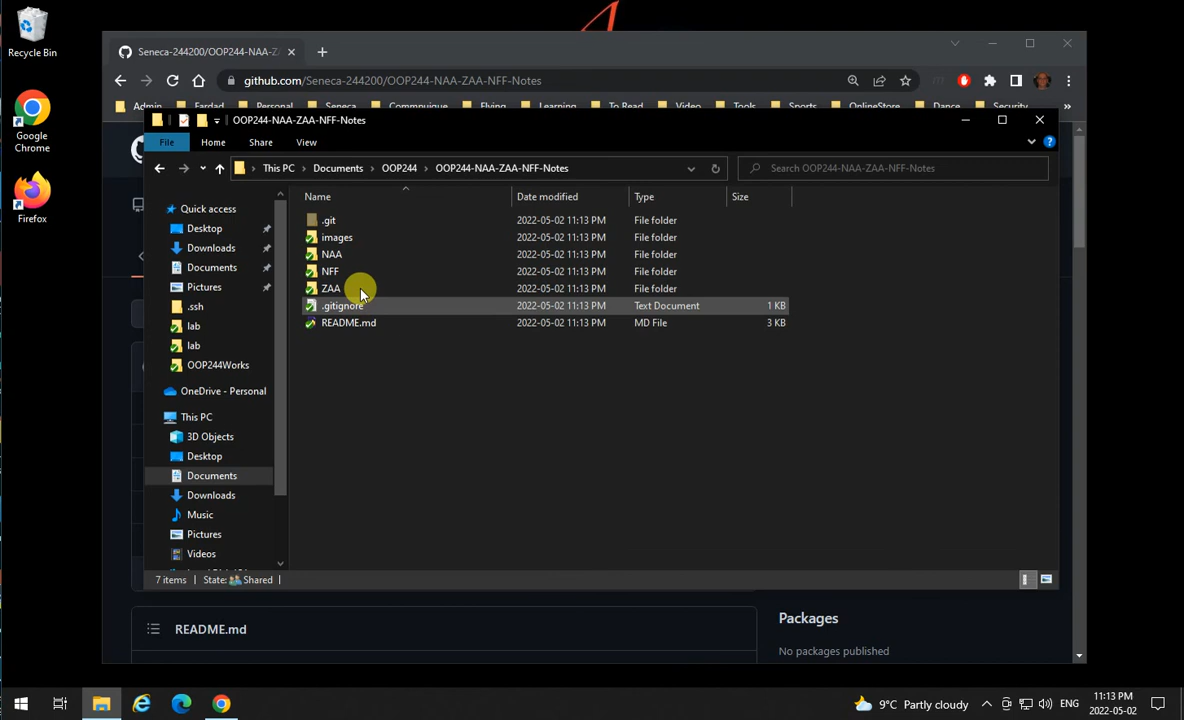 Recycle Bin
Google Chrome
Firefox
Seneca-244200/OOP244-NAA-Z
github.com/Seneca-244200/OOP244-NAA-ZAA-NFF-Notes
Admin Fardad Personal Seneca Commnuique Flying Learning To Read Video Tools Sports OnlineStore Dance Security »
OOP244-NAA-ZAA-NFF-Notes
File Home Share View
This PC > Documents > OOP244 > OOP244-NAA-ZAA-NFF-Notes
Search OOP244-NAA-ZAA-NFF-Notes
Name Date modified Type Size
.git 2022-05-02 11:13 PM File folder
images 2022-05-02 11:13 PM File folder
NAA 2022-05-02 11:13 PM File folder
NFF 2022-05-02 11:13 PM File folder
ZAA 2022-05-02 11:13 PM File folder
.gitignore 2022-05-02 11:13 PM Text Document 1 KB
README.md 2022-05-02 11:13 PM MD File 3 KB
Quick access
Desktop
Downloads
Documents
Pictures
.ssh
lab
lab
OOP244Works
OneDrive - Personal
This PC
3D Objects
Desktop
Documents
Downloads
Music
Pictures
Videos
7 items State: Shared
README.md
Packages
No packages published
9°C Partly cloudy
ENG
11:13 PM
2022-05-02